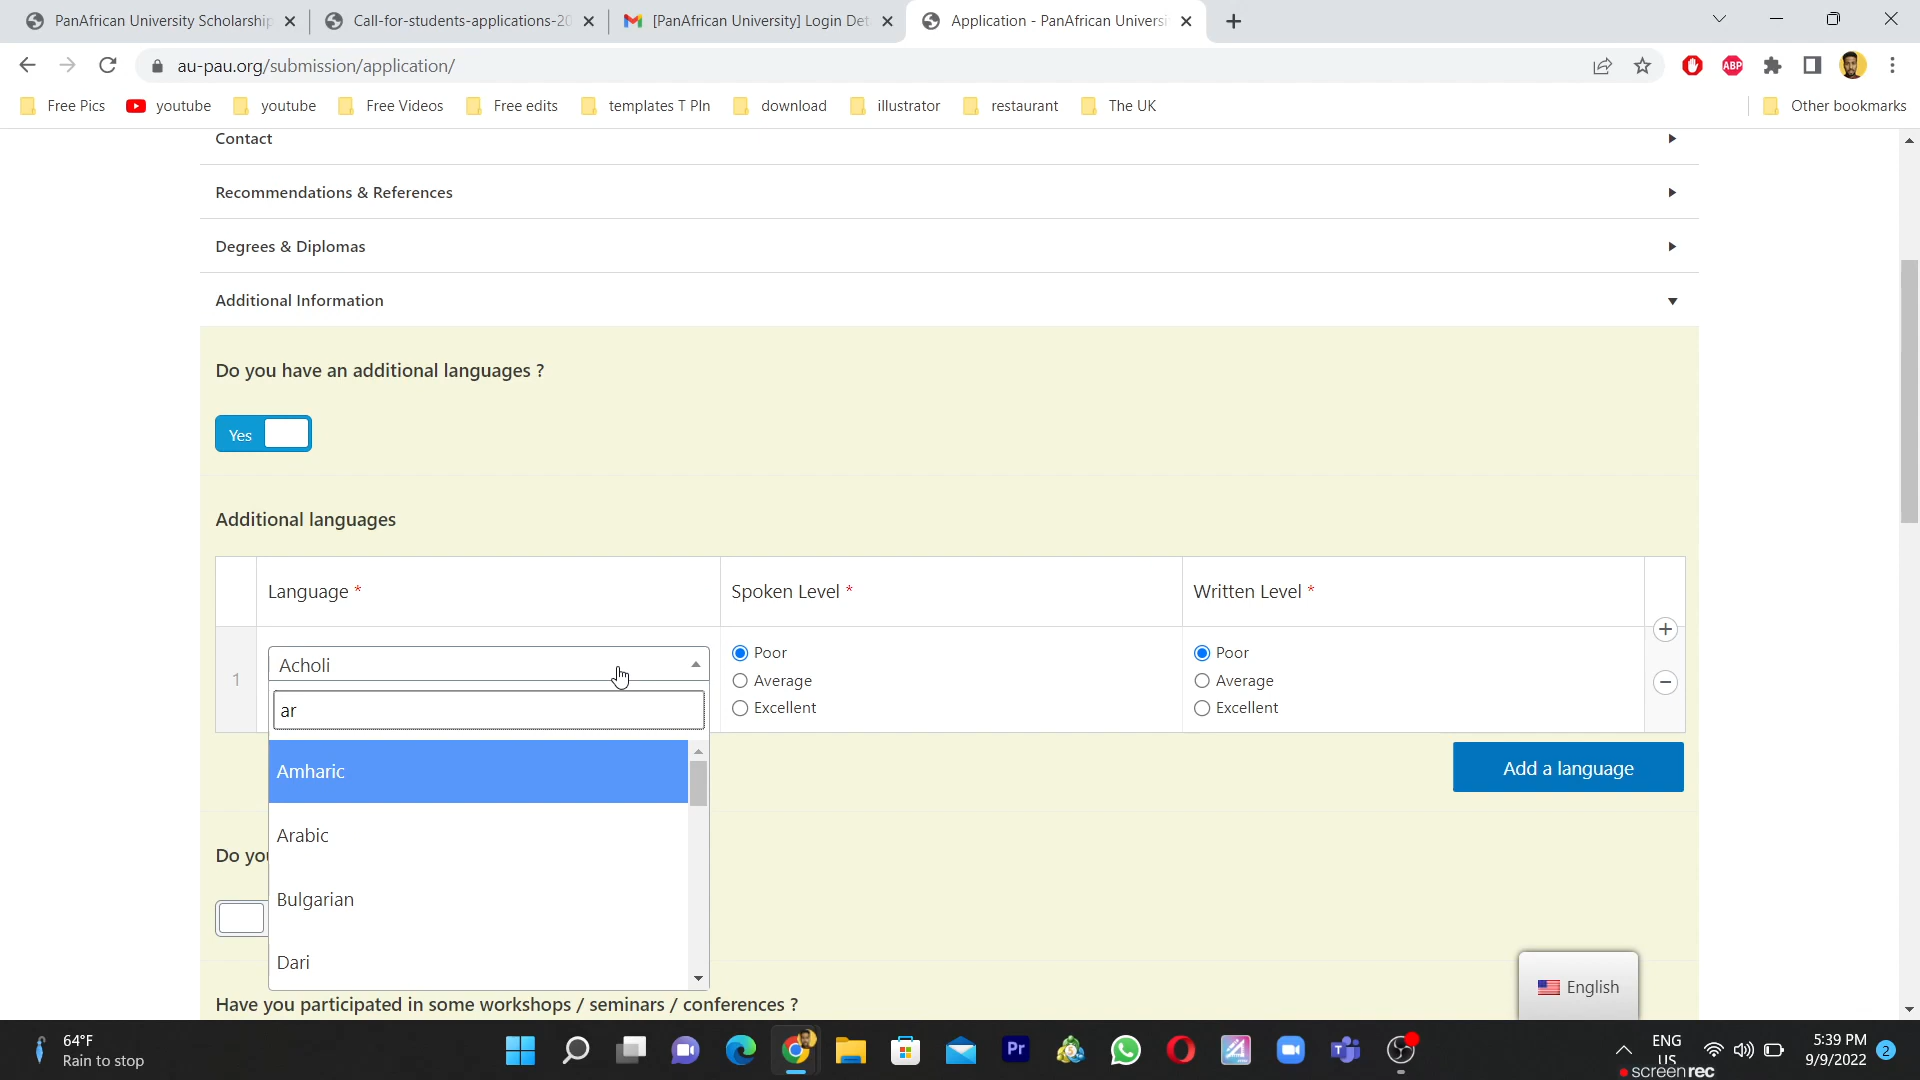 PanAfrican University Scholarship
Call-for-students-applications-20
[PanAfrican University] Login Det
Application - PanAfrican Universi
au-pau.org/submission/application/
ABP
Free Pics
youtube
youtube
Free Videos
Free edits
templates T Pln
download
illustrator
restaurant
The UK
Other bookmarks
Contact
Recommendations & References
Degrees & Diplomas
Additional Information
Do you have an additional languages ?
Yes
Additional languages
Language *
Spoken Level *
Written Level *
1
Acholi
Poor
Average
Excellent
Poor
Average
Excellent
ar
Amharic
Arabic
Bulgarian
Dari
Add a language
Do you
Have you participated in some workshops / seminars / conferences ?
English
64°F
Rain to stop
Pr
ENG
US
5:39 PM
9/9/2022
2
screenrec